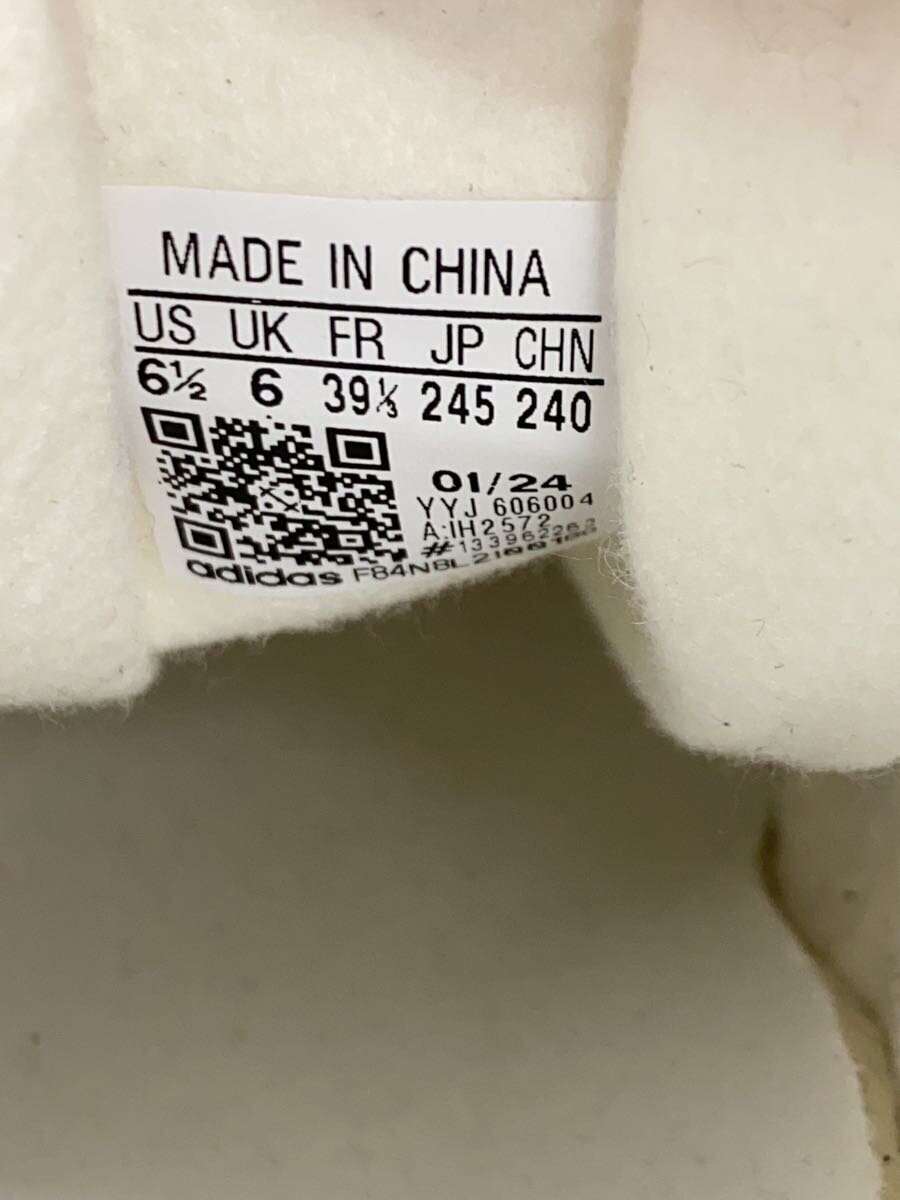 MADE IN CHINA
US UK FR JP CHN
6½ 6 39⅓ 245 240
01/24
YYJ 606004
A:IH2572
adidas